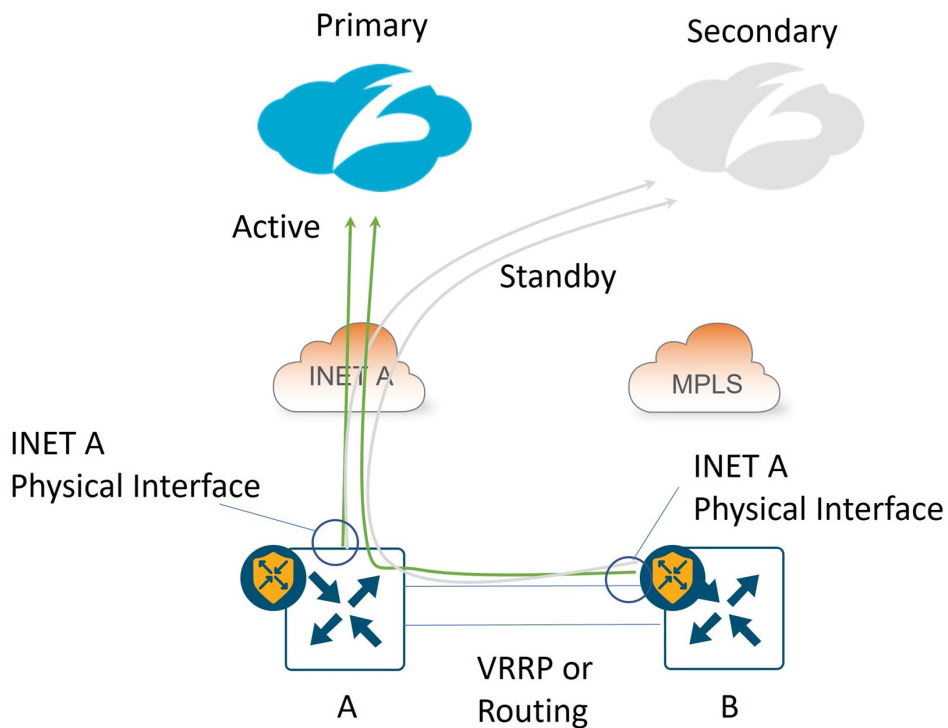 Primary
Secondary
Active
Standby
INET A
MPLS
INET A
Physical Interface
INET A
Physical Interface
VRRP or
Routing
A
B